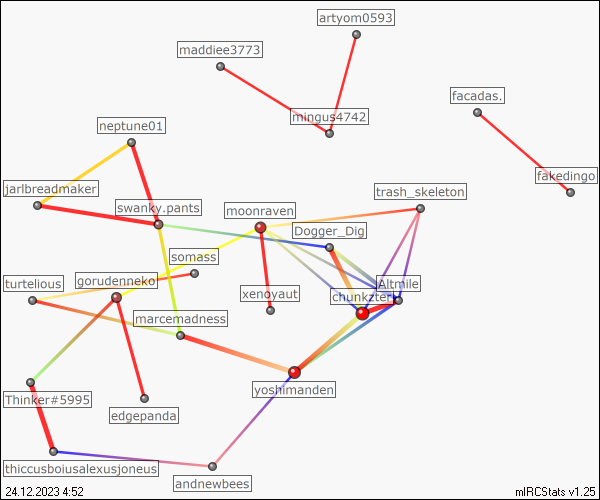 artyom0593
maddiee3773
facadas.
mingus4742
neptune01
fakedingo
jarlbreadmaker
trash_skeleton
swanky.pants
moonraven
Dogger_Dig
somass
turtelious
gorudenneko
Altmile
xenoyaut
chunkzter
marcemadness
yoshimanden
Thinker#5995
edgepanda
thiccusboiusalexusjoneus
andnewbees
24.12.2023 4:52
mIRCStats v1.25